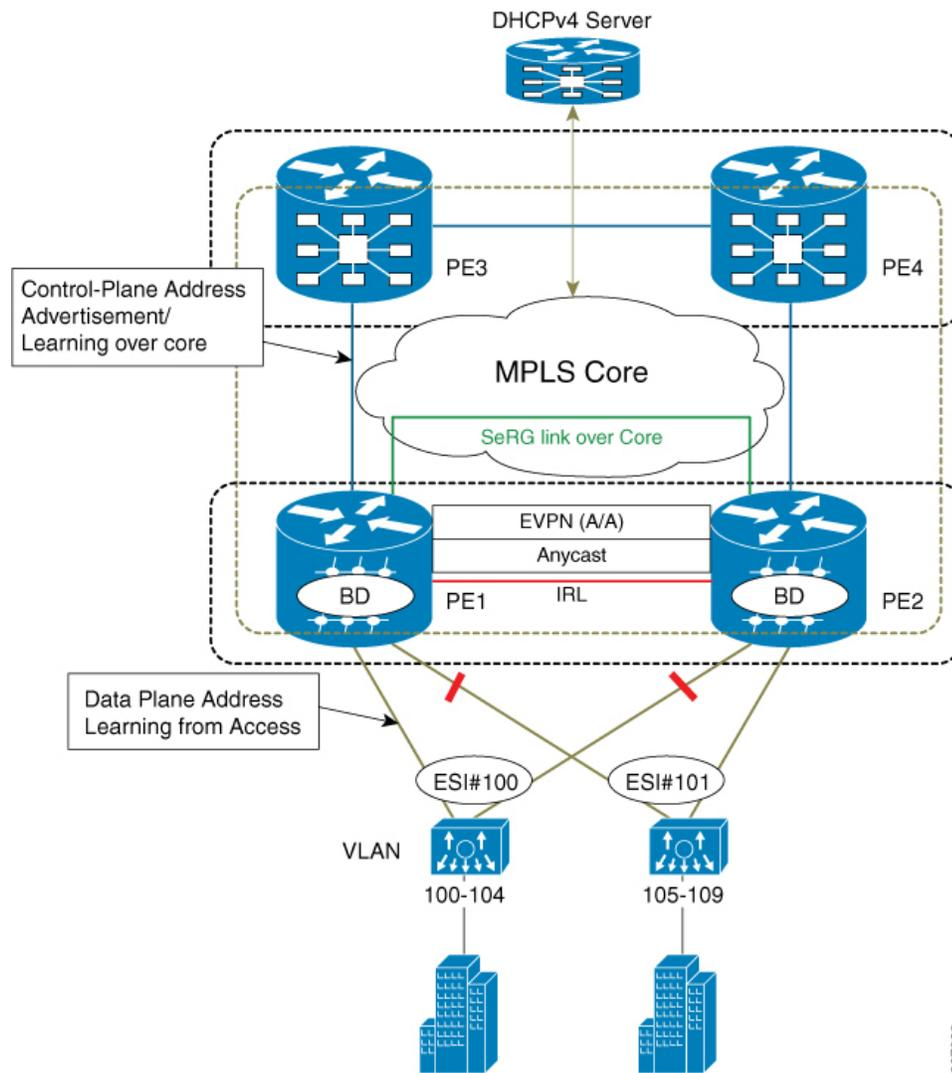 DHCPv4 Server
PE3
PE4
Control-Plane Address
Advertisement/
Learning over core
MPLS Core
SeRG link over Core
EVPN (A/A)
Anycast
IRL
BD
PE1
BD
PE2
Data Plane Address
Learning from Access
ESI#100
ESI#101
VLAN
100-104
105-109